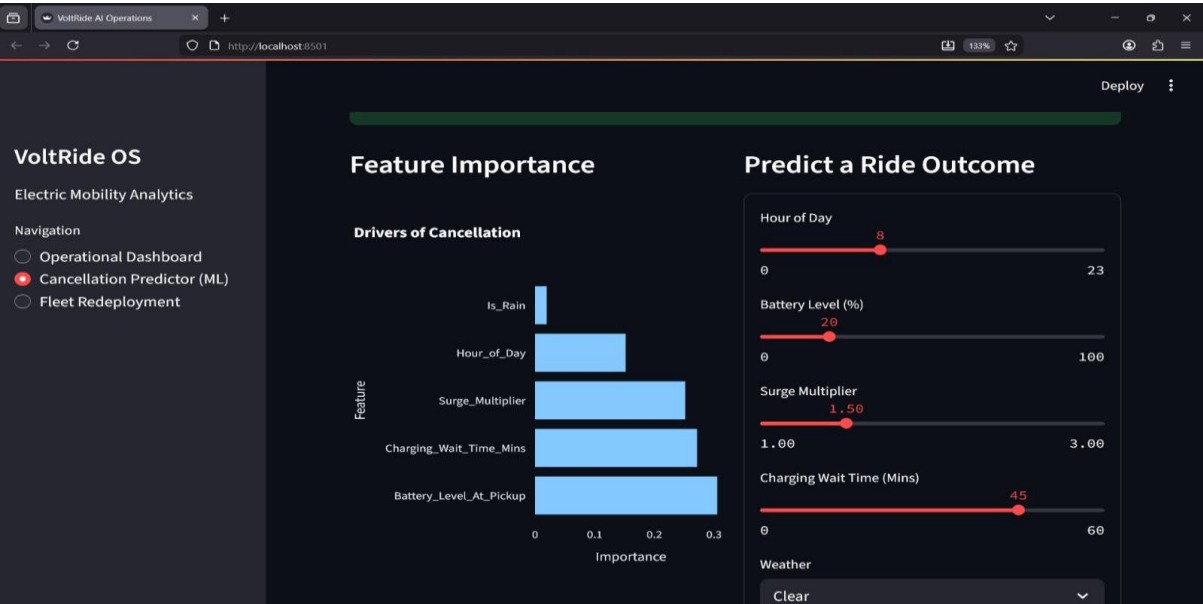 VoltRide AI Operations
http://localhost:8501
133%
Deploy
VoltRide OS
Electric Mobility Analytics
Navigation
Operational Dashboard
Cancellation Predictor (ML)
Fleet Redeployment
Feature Importance
Drivers of Cancellation
Feature
Is_Rain
Hour_of_Day
Surge_Multiplier
Charging_Wait_Time_Mins
Battery_Level_At_Pickup
0 0.1 0.2 0.3
Importance
Predict a Ride Outcome
Hour of Day
8
0 23
Battery Level (%)
20
0 100
Surge Multiplier
1.50
1.00 3.00
Charging Wait Time (Mins)
45
0 60
Weather
Clear